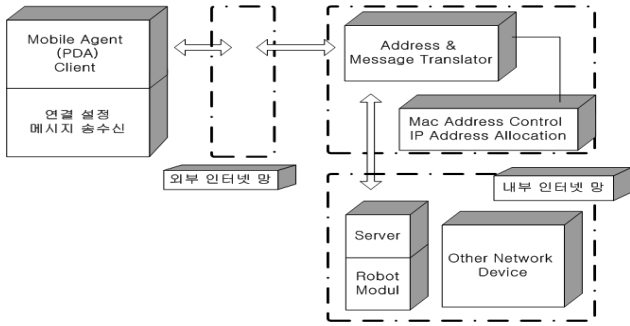 Mobile Agent
(PDA)
Client
연결 설정
메시지 송수신
Address &
Message Translator
Mac Address Control
IP Address Allocation
외부 인터넷 망
내부 인터넷 망
Server
Robot
Modul
Other Network
Device